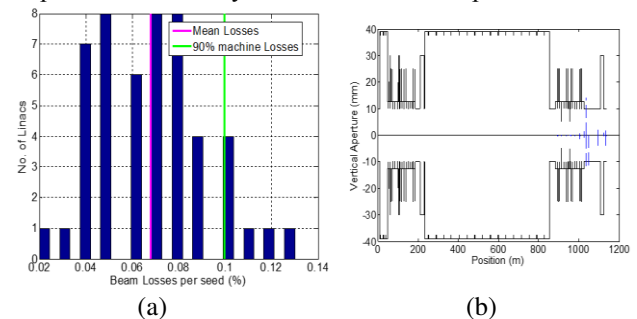 Mean Losses
90% machine Losses
No. of Linacs
8
7
6
5
4
3
2
1
0
0.02 0.04 0.06 0.08 0.1 0.12 0.14
Beam Losses per seed (%)
(a)
Vertical Aperture (mm)
40
30
20
10
0
-10
-20
-30
-40
0 200 400 600 800 1000 1200
Position (m)
(b)